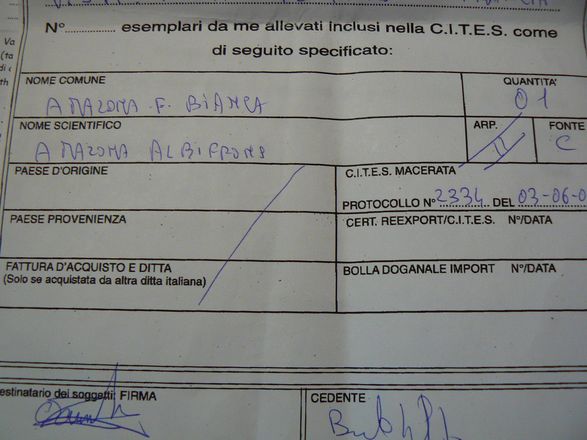 N°............. esemplari da me allevati inclusi nella C.I.T.E.S. come
di seguito specificato:
NOME COMUNE
QUANTITA'
AMAZONA F. BIANCA
01
NOME SCIENTIFICO
ARP.
FONTE
AMAZONA ALBIFRONS
II
C
PAESE D'ORIGINE
C.I.T.E.S. MACERATA
PROTOCOLLO N° 2334 DEL 03-06-0
PAESE PROVENIENZA
CERT. REEXPORT/C.I.T.E.S. N°/DATA
FATTURA D'ACQUISTO E DITTA
(Solo se acquistata da altra ditta italiana)
BOLLA DOGANALE IMPORT N°/DATA
estinatario dei soggetti: FIRMA
CEDENTE